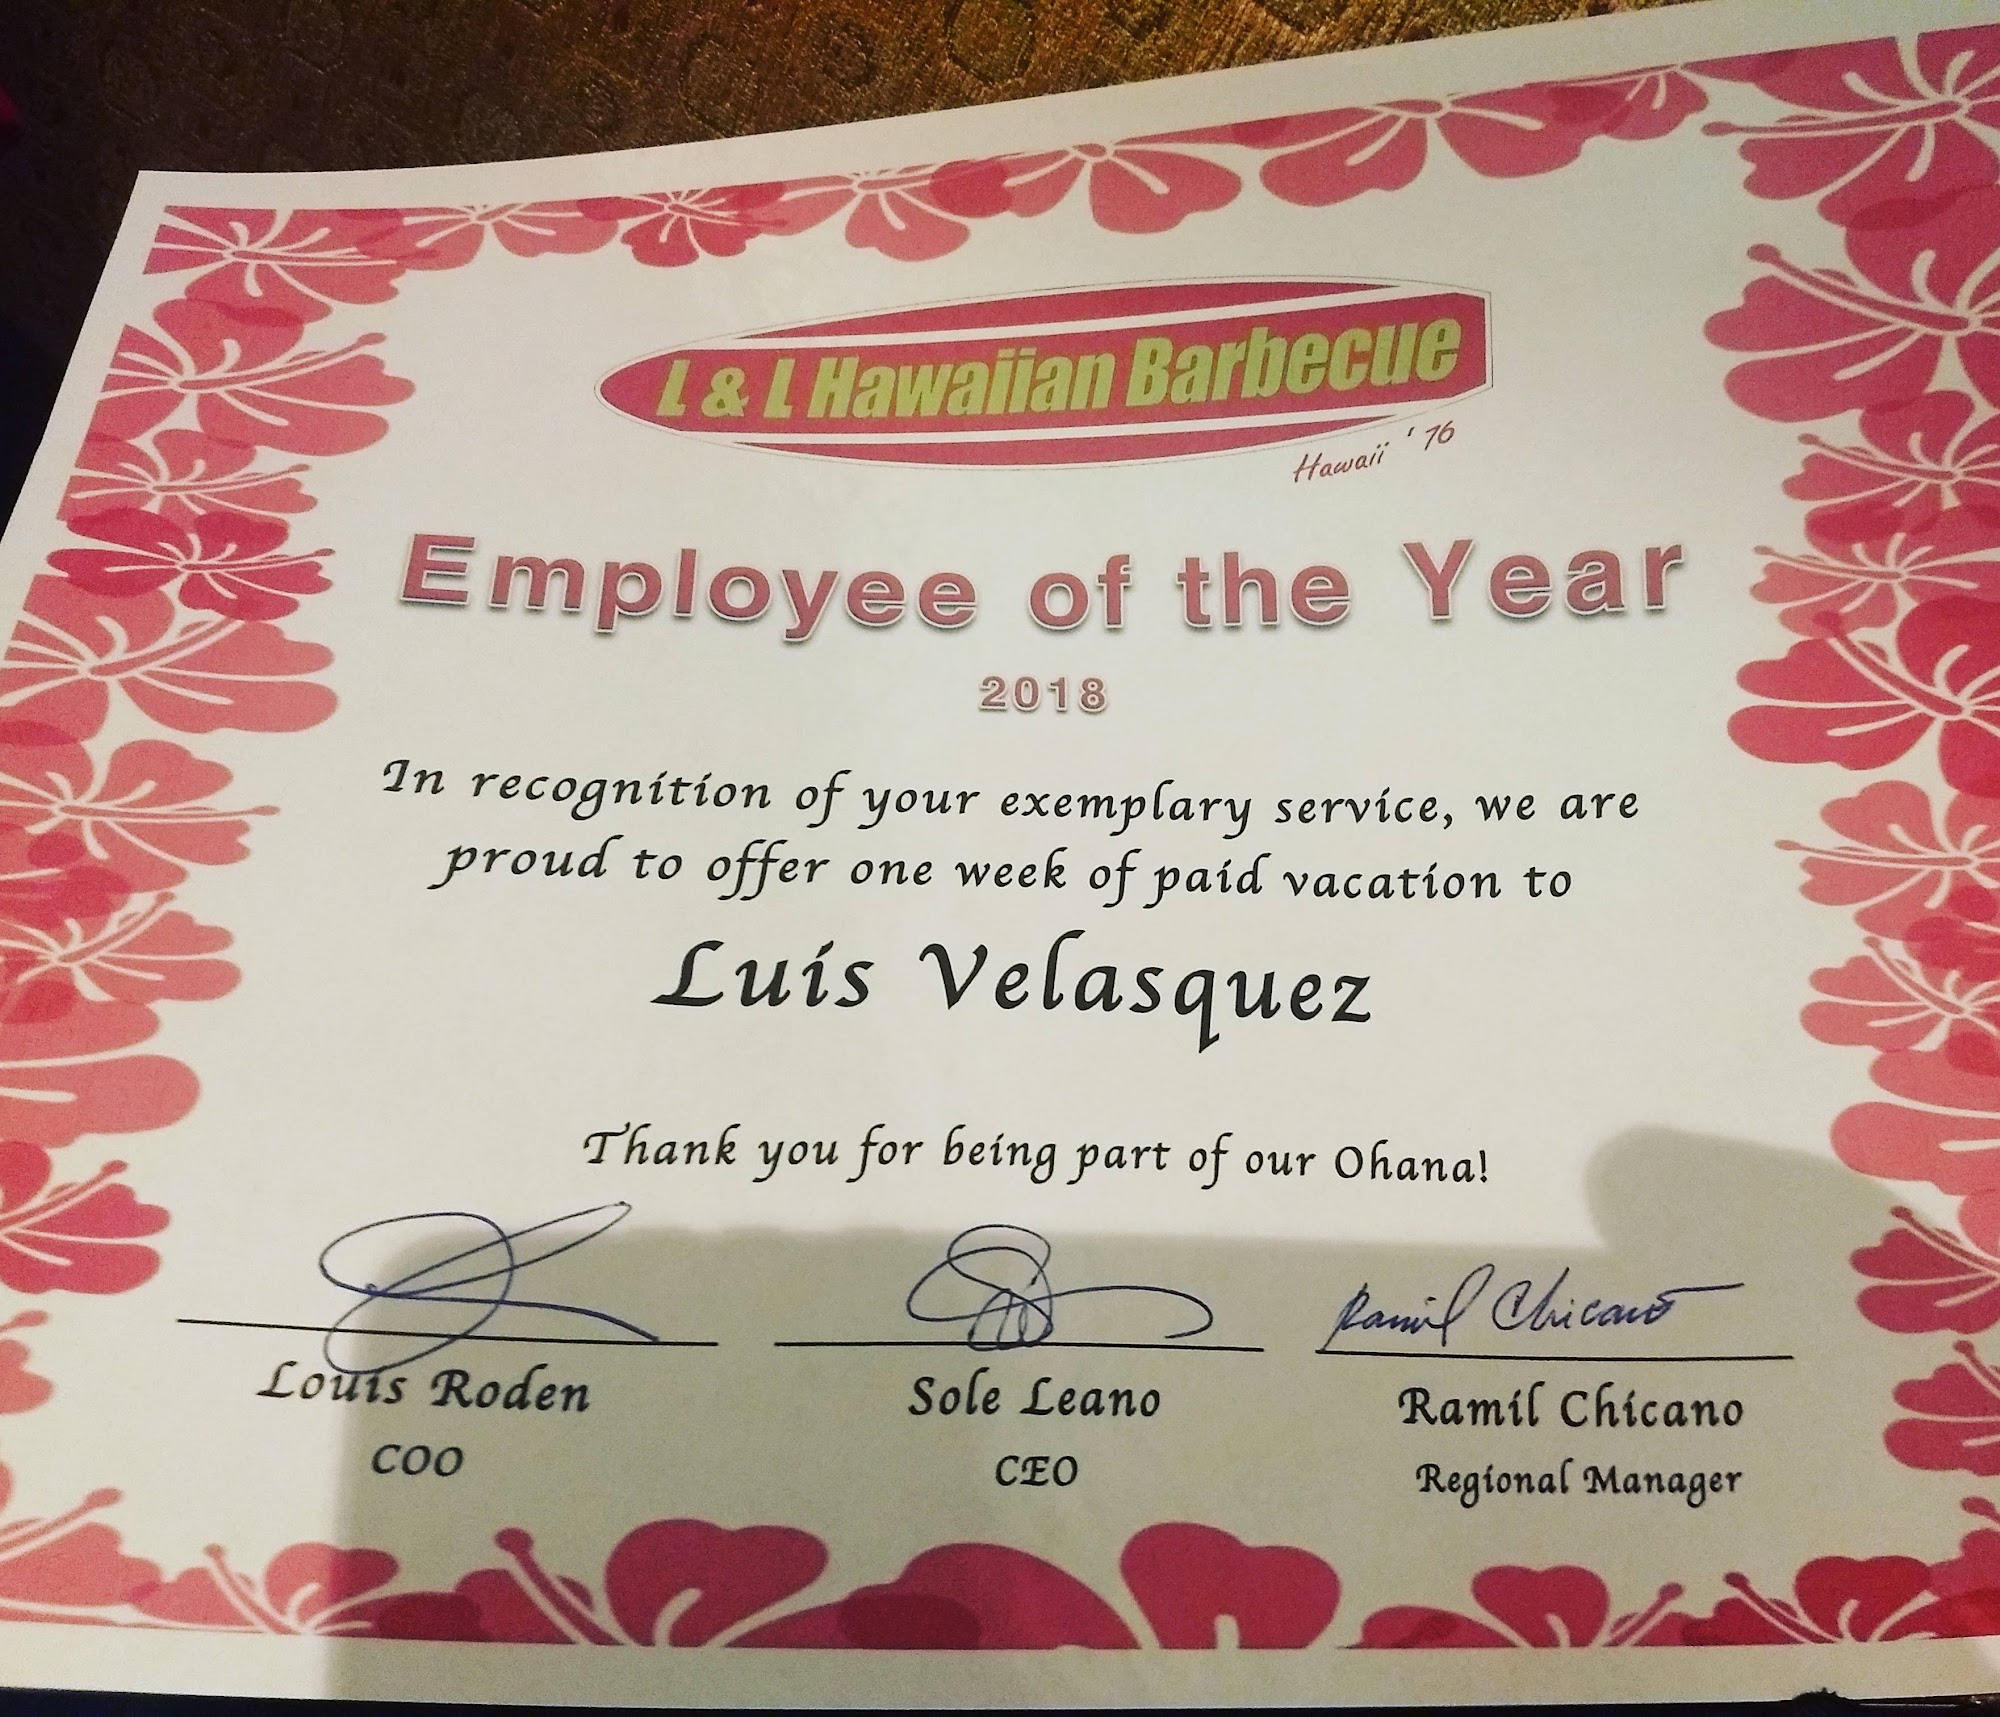 L & L Hawaiian Barbecue
Hawaii '76
Employee of the Year
2018
In recognition of your exemplary service, we are
proud to offer one week of paid vacation to
Luis Velasquez
Thank you for being part of our Ohana!
Ramil Chicano
Louis Roden Sole Leano Ramil Chicano
COO CEO Regional Manager